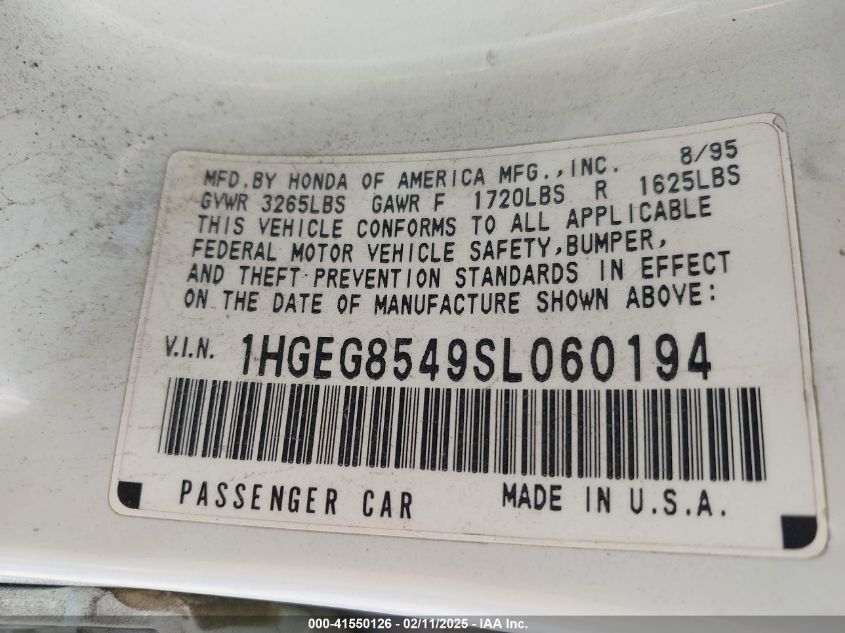 MFD.BY HONDA OF AMERICA MFG.,INC. 8/95
GVWR 3265LBS GAWR F 1720LBS R 1625LBS
THIS VEHICLE CONFORMS TO ALL APPLICABLE
FEDERAL MOTOR VEHICLE SAFETY,BUMPER,
AND THEFT PREVENTION STANDARDS IN EFFECT
ON THE DATE OF MANUFACTURE SHOWN ABOVE:
V.I.N. 1HGEG8549SL060194
PASSENGER CAR MADE IN U.S.A.
000-41550126 - 02/11/2025 - IAA Inc.